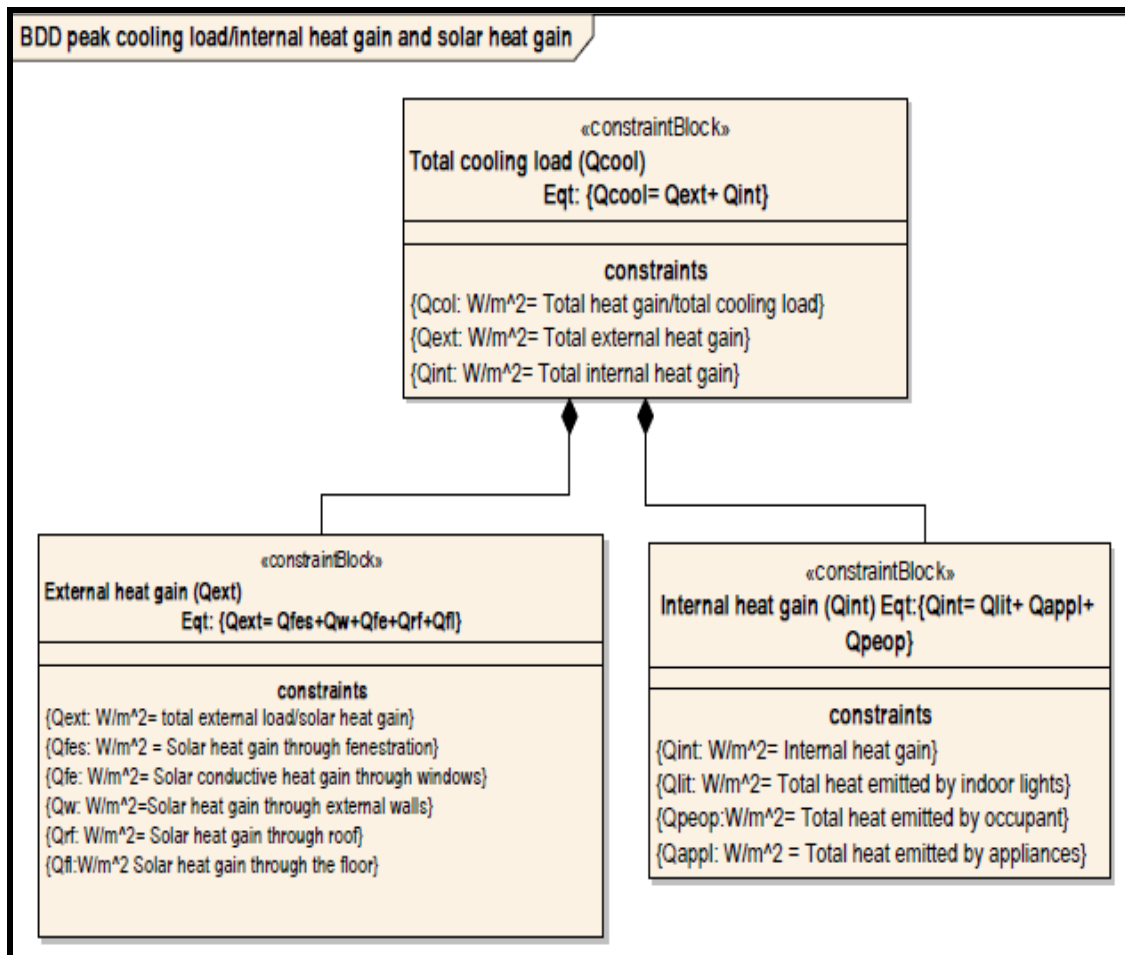 BDD peak cooling load/internal heat gain and solar heat gain
«constraintBlock»
Total cooling load (Qcool)
Eqt: {Qcool= Qext+ Qint}
constraints
{Qcol: W/m^2= Total heat gain/total cooling load}
{Qext: W/m^2= Total external heat gain}
{Qint: W/m^2= Total internal heat gain}
«constraintBlock»
External heat gain (Qext)
Eqt: {Qext= Qfes+Qw+Qfe+Qrf+Qfl}
constraints
{Qext: W/m^2= total external load/solar heat gain}
{Qfes: W/m^2 = Solar heat gain through fenestration}
{Qfe: W/m^2= Solar conductive heat gain through windows}
{Qw: W/m^2=Solar heat gain through external walls}
{Qrf: W/m^2= Solar heat gain through roof}
{Qfl:W/m^2 Solar heat gain through the floor}
«constraintBlock»
Internal heat gain (Qint) Eqt:{Qint= Qlit+ Qappl+
Qpeop}
constraints
{Qint: W/m^2= Internal heat gain}
{Qlit: W/m^2= Total heat emitted by indoor lights}
{Qpeop:W/m^2= Total heat emitted by occupant}
{Qappl: W/m^2 = Total heat emitted by appliances}